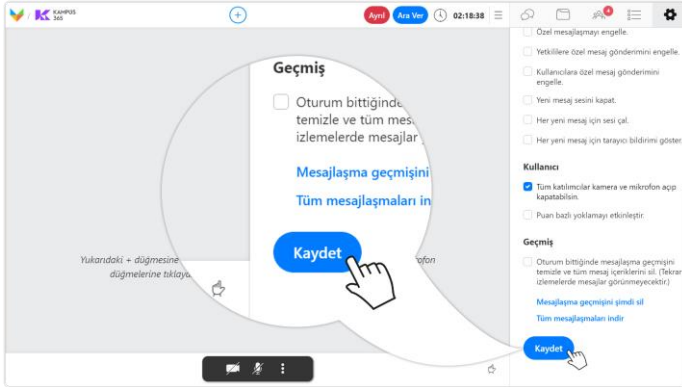 KAMPUS
365
Ayrıl
Ara Ver
02:18:38
4
Özel mesajlaşmayı engelle.
Yetkililere özel mesaj gönderimini engelle.
Kullanıcılara özel mesaj gönderimini
engelle.
Yeni mesaj sesini kapat.
Her yeni mesaj için sesi çal.
Her yeni mesaj için tarayıcı bildirimi göster.
Kullanıcı
Tüm katılımcılar kamera ve mikrofon açıp
kapatabilsin.
Puan bazlı yoklamayı etkinleştir.
Geçmiş
Oturum bittiğinde mesajlaşma geçmişini
temizle ve tüm mesaj içeriklerini sil. (Tekrar
izlemelerde mesajlar görünmeyecektir.)
Mesajlaşma geçmişini şimdi sil
Tüm mesajlaşmaları indir
Kaydet
Geçmiş
Oturum bittiğinde
temizle ve tüm mes
izlemelerde mesajlar
Mesajlaşma geçmişini
Tüm mesajlaşmaları in
Kaydet
Yukarıdaki + düğmesine
düğmelerine tıklaya